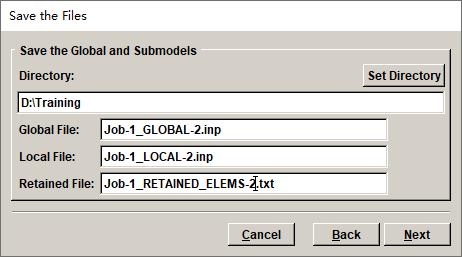 Save the Files
Save the Global and Submodels
Directory:
Set Directory
D:\Training
Global File: Job-1_GLOBAL-2.inp
Local File: Job-1_LOCAL-2.inp
Retained File: Job-1_RETAINED_ELEMS-2.txt
Cancel Back Next